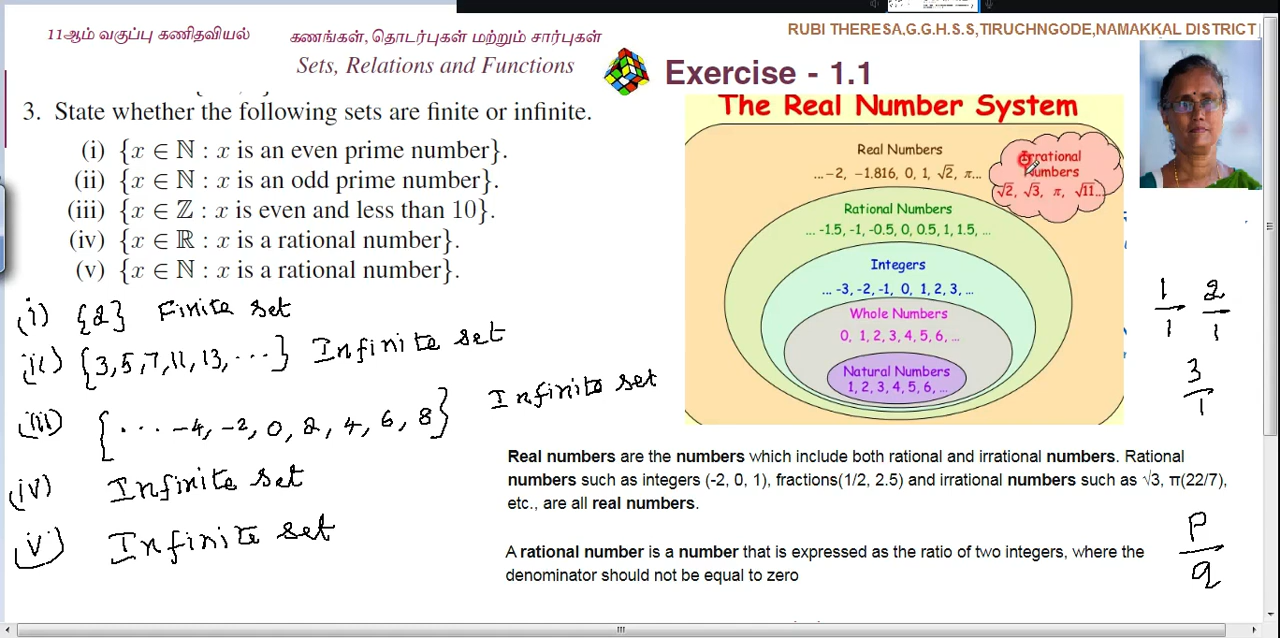 RUBI THERESA,G.G.H.S.S,TIRUCHNGODE,NAMAKKAL DISTRICT
11ஆம் வகுப்பு கணிதவியல்
கணங்கள், தொடர்புகள் மற்றும் சார்புகள்
Sets, Relations and Functions
Exercise - 1.1
3. State whether the following sets are finite or infinite.
(i) {x ∈ ℕ : x is an even prime number}.
(ii) {x ∈ ℕ : x is an odd prime number}.
(iii) {x ∈ ℤ : x is even and less than 10}.
(iv) {x ∈ ℝ : x is a rational number}.
(v) {x ∈ ℕ : x is a rational number}.
(i) {2} Finite set
(ii) {3, 5, 7, 11, 13, ...} Infinite set
(iii) {... -4, -2, 0, 2, 4, 6, 8} Infinite set
(iv) Infinite set
(v) Infinite set
The Real Number System
Real Numbers
...-2, -1.816, 0, 1, √2, π...
Irrational
Numbers
√2, √3, π, √11...
Rational Numbers
... -1.5, -1, -0.5, 0, 0.5, 1, 1.5, ...
Integers
... -3, -2, -1, 0, 1, 2, 3, ...
Whole Numbers
0, 1, 2, 3, 4, 5, 6, ...
Natural Numbers
1, 2, 3, 4, 5, 6, ...
1/1 2/1
3/1
Real numbers are the numbers which include both rational and irrational numbers. Rational
numbers such as integers (-2, 0, 1), fractions(1/2, 2.5) and irrational numbers such as √3, π(22/7),
etc., are all real numbers.
A rational number is a number that is expressed as the ratio of two integers, where the
denominator should not be equal to zero
P/q